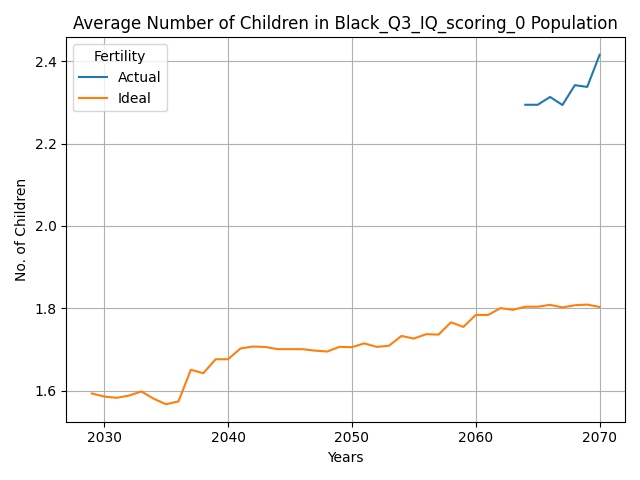 Average Number of Children in Black_Q3_IQ_scoring_0 Population
Fertility
Actual
Ideal
No. of Children
2.4
2.2
2.0
1.8
1.6
2030
2040
2050
2060
2070
Years